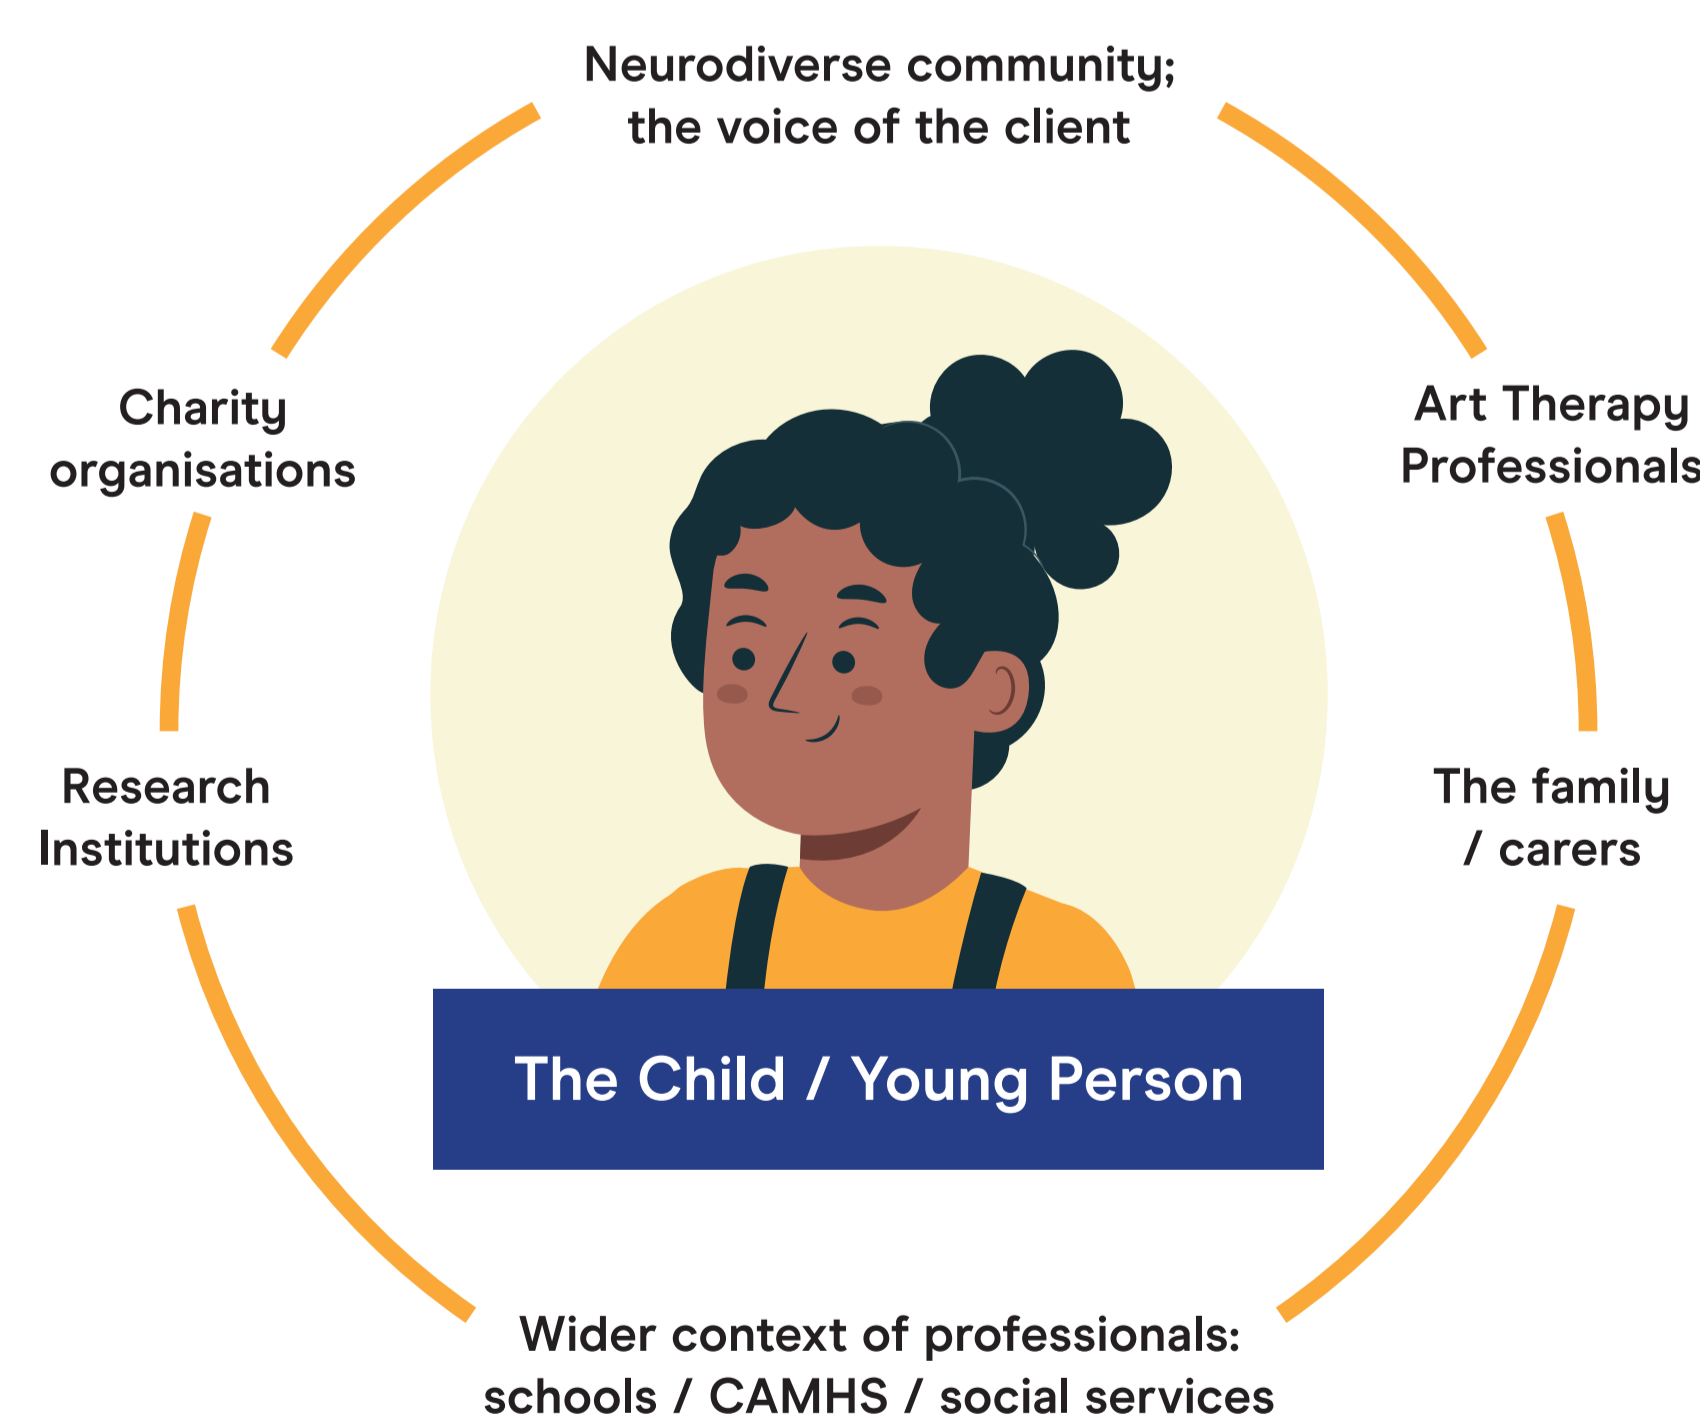 Neurodiverse community;
the voice of the client
Charity
organisations
Art Therapy
Professionals
Research
Institutions
The family
/ carers
The Child / Young Person
Wider context of professionals:
schools / CAMHS / social services